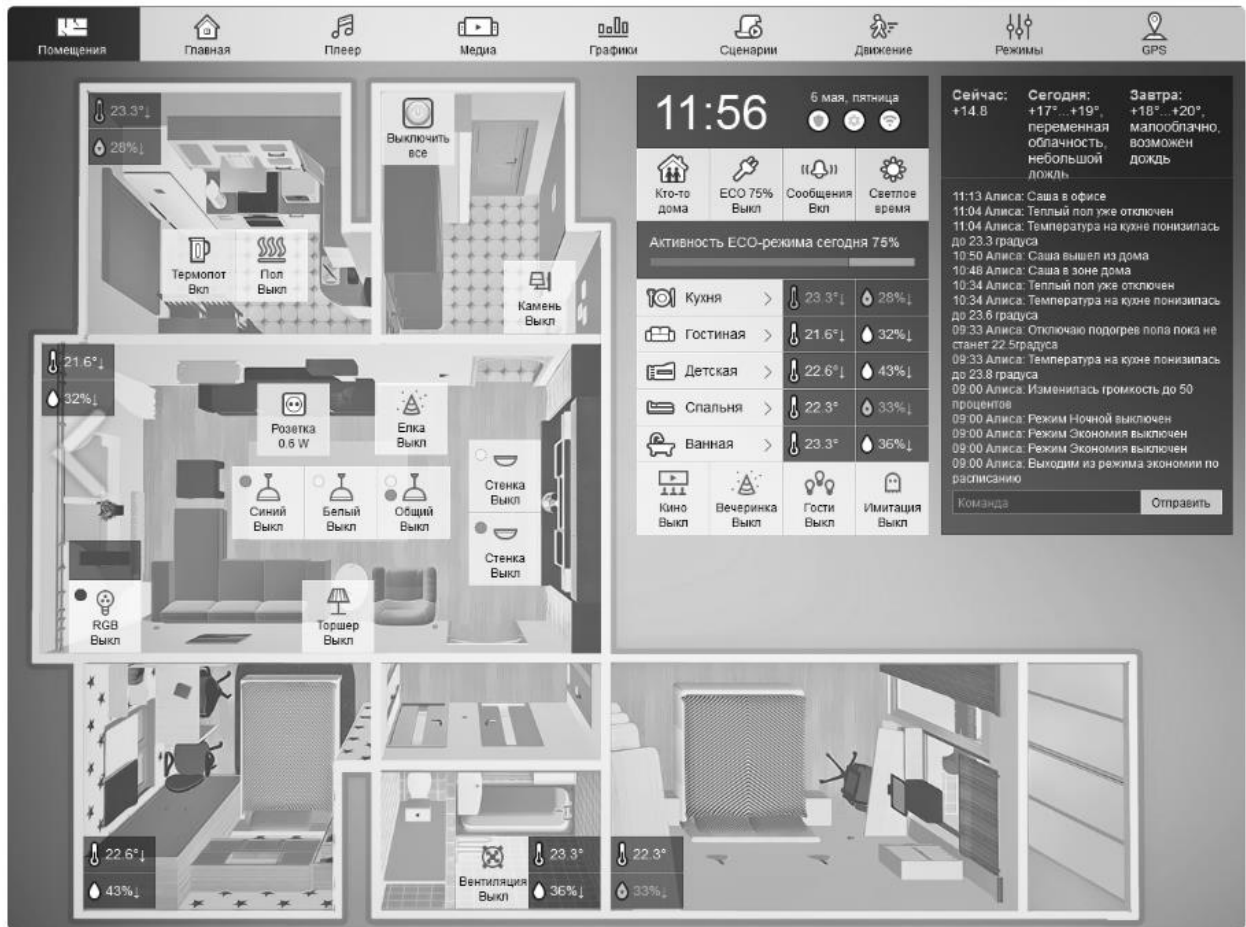 Помещения
Главная
Плеер
Медиа
Графики
Сценарии
Движение
Режимы
GPS
23.3°↓
28%↓
Выключить
все
Термопот
Вкл
Пол
Выкл
Камень
Выкл
21.6°↓
32%↓
Розетка
0.6 W
Елка
Выкл
Стенка
Выкл
Синий
Выкл
Белый
Выкл
Общий
Выкл
Стенка
Выкл
RGB
Выкл
Торшер
Выкл
22.6°↓
43%↓
Вентиляция
Выкл
23.3°
36%↓
22.3°
33%↓
11:56
6 мая, пятница
Кто-то
дома
ECO 75%
Выкл
Сообщения
Вкл
Светлое
время
Активность ECO-режима сегодня 75%
Кухня > 23.3°↓ 28%↓
Гостиная > 21.6°↓ 32%↓
Детская > 22.6°↓ 43%↓
Спальня > 22.3° 33%↓
Ванная > 23.3° 36%↓
Кино
Выкл
Вечеринка
Выкл
Гости
Выкл
Имитация
Выкл
Сейчас:
+14.8
Сегодня:
+17°...+19°,
переменная
облачность,
небольшой
дождь
Завтра:
+18°...+20°,
малооблачно,
возможен
дождь
11:13 Алиса: Саша в офисе
11:04 Алиса: Теплый пол уже отключен
11:04 Алиса: Температура на кухне понизилась
до 23.3 градуса
10:50 Алиса: Саша вышел из дома
10:48 Алиса: Саша в зоне дома
10:34 Алиса: Теплый пол уже отключен
10:34 Алиса: Температура на кухне понизилась
до 23.6 градуса
09:33 Алиса: Отключаю подогрев пола пока не
станет 22.5градуса
09:33 Алиса: Температура на кухне понизилась
до 23.8 градуса
09:00 Алиса: Изменилась громкость до 50
процентов
09:00 Алиса: Режим Ночной выключен
09:00 Алиса: Режим Экономия выключен
09:00 Алиса: Режим Экономия выключен
09:00 Алиса: Выходим из режима экономии по
расписанию
Команда
Отправить